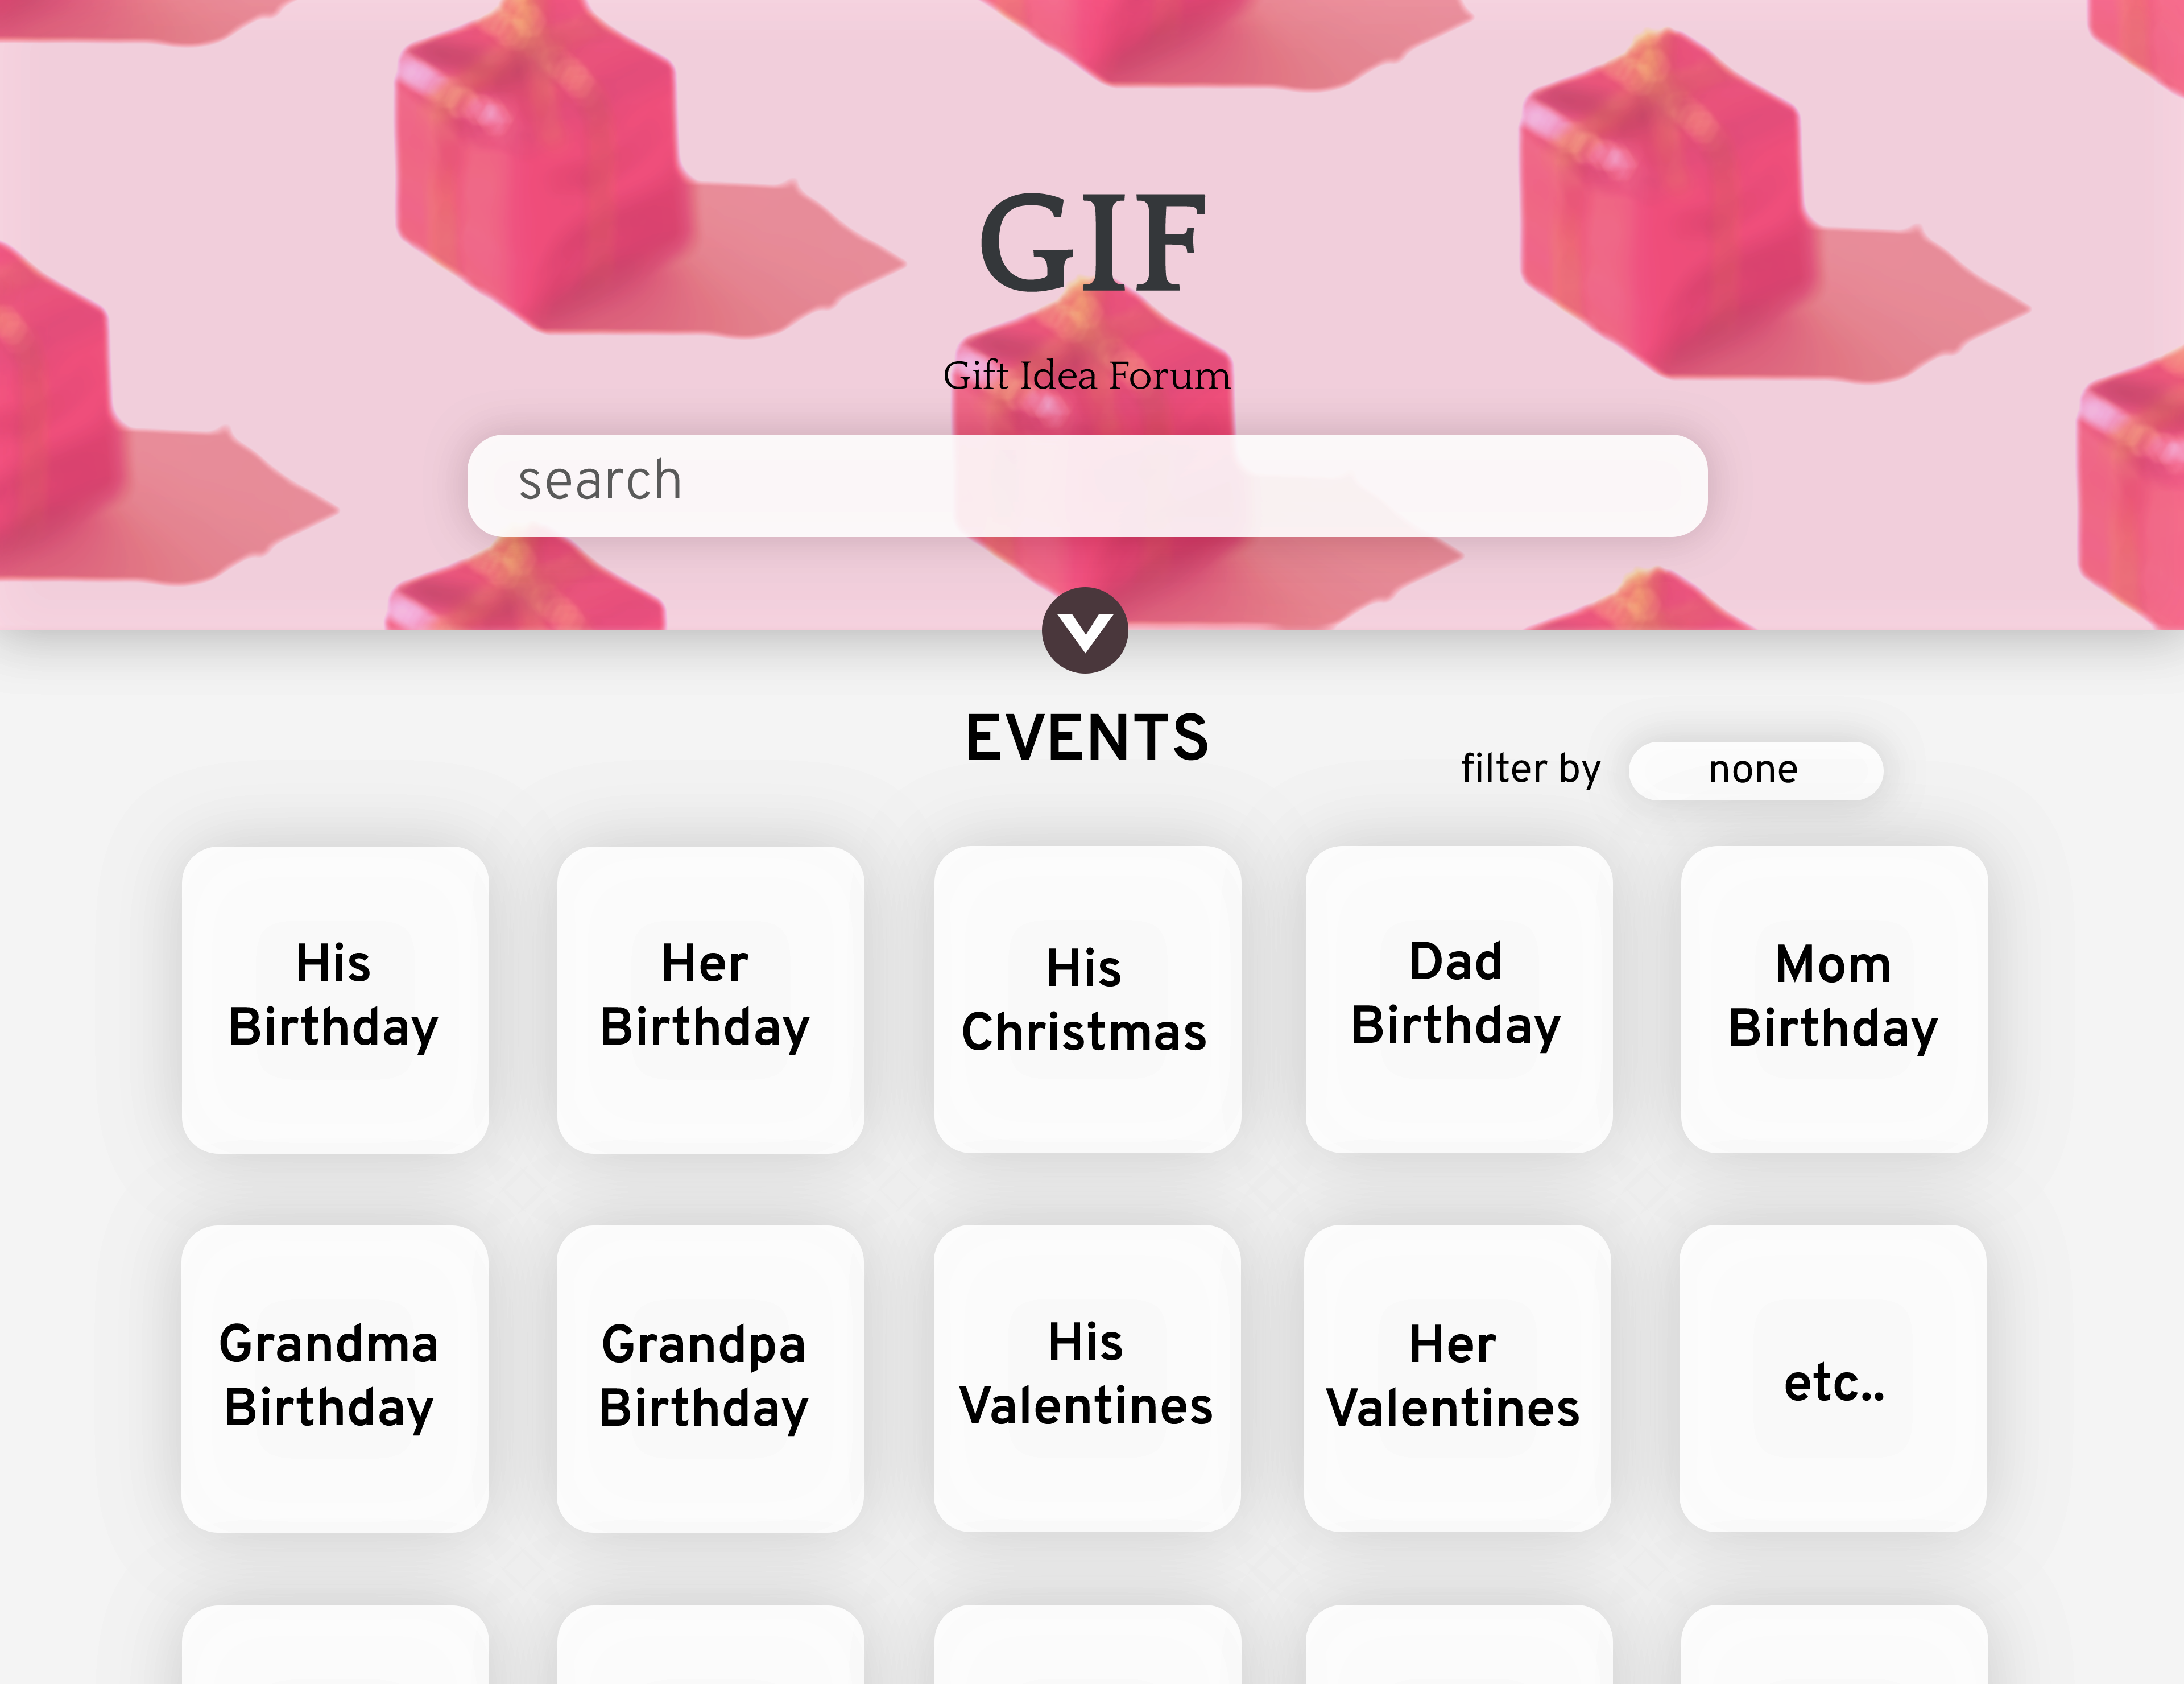 GIF
Gift Idea Forum
search
EVENTS
filter by none
His
Birthday
Her
Birthday
His
Christmas
Dad
Birthday
Mom
Birthday
Grandma
Birthday
Grandpa
Birthday
His
Valentines
Her
Valentines
etc..